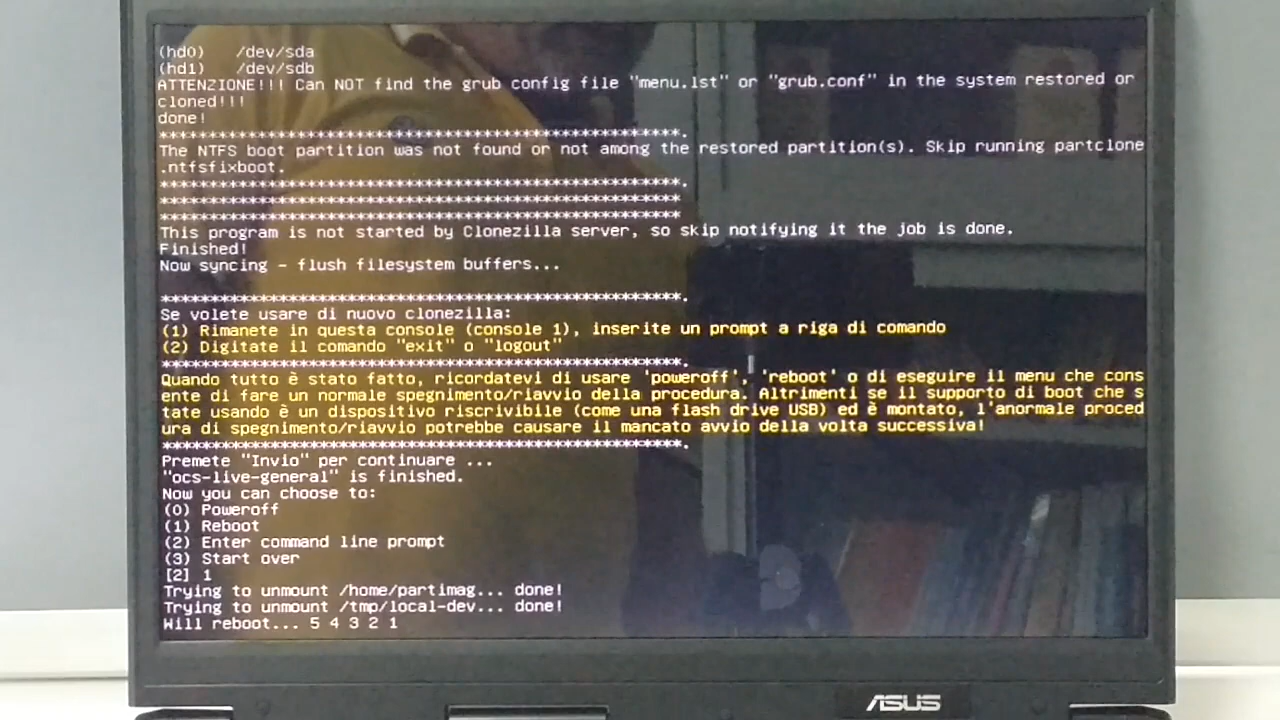 (hd0)   /dev/sda
(hd1)   /dev/sdb
ATTENZIONE!!! Can NOT find the grub config file "menu.lst" or "grub.conf" in the system restored or
cloned!!!
done!
*****************************************************.
The NTFS boot partition was not found or not among the restored partition(s). Skip running partclone
.ntfsfixboot.
*****************************************************.
*****************************************************
*****************************************************
This program is not started by Clonezilla server, so skip notifying it the job is done.
Finished!
Now syncing - flush filesystem buffers...
*****************************************************.
Se volete usare di nuovo clonezilla:
(1) Rimanete in questa console (console 1), inserite un prompt a riga di comando
(2) Digitate il comando "exit" o "logout"
*****************************************************.
Quando tutto è stato fatto, ricordatevi di usare 'poweroff', 'reboot' o di eseguire il menu che cons
ente di fare un normale spegnimento/riavvio della procedura. Altrimenti se il supporto di boot che s
tate usando è un dispositivo riscrivibile (come una flash drive USB) ed è montato, l'anormale proced
ura di spegnimento/riavvio potrebbe causare il mancato avvio della volta successiva!
*****************************************************.
Premete "Invio" per continuare ...
"ocs-live-general" is finished.
Now you can choose to:
(0) Poweroff
(1) Reboot
(2) Enter command line prompt
(3) Start over
[2] 1
Trying to unmount /home/partimag... done!
Trying to unmount /tmp/local-dev... done!
Will reboot... 5 4 3 2 1
ASUS